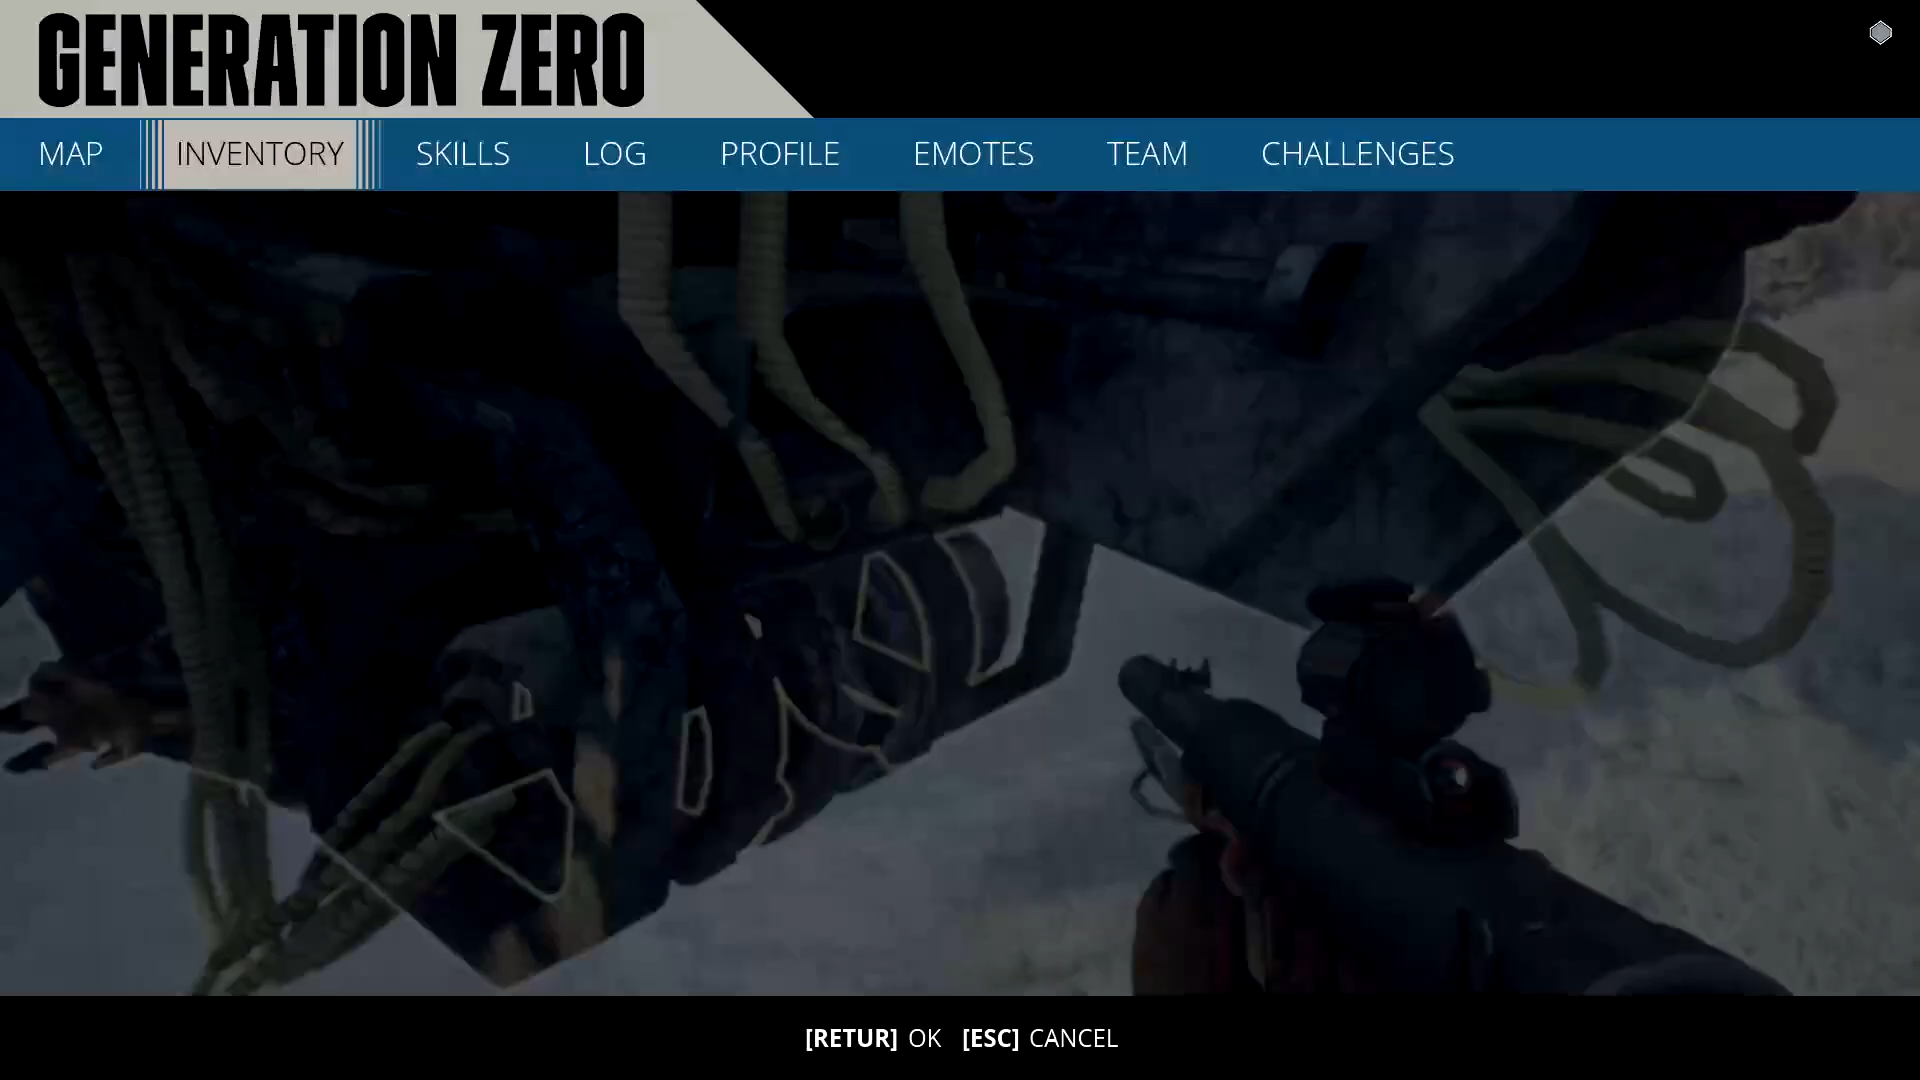 GENERATION ZERO
MAP INVENTORY SKILLS LOG PROFILE EMOTES TEAM CHALLENGES
[RETUR] OK [ESC] CANCEL